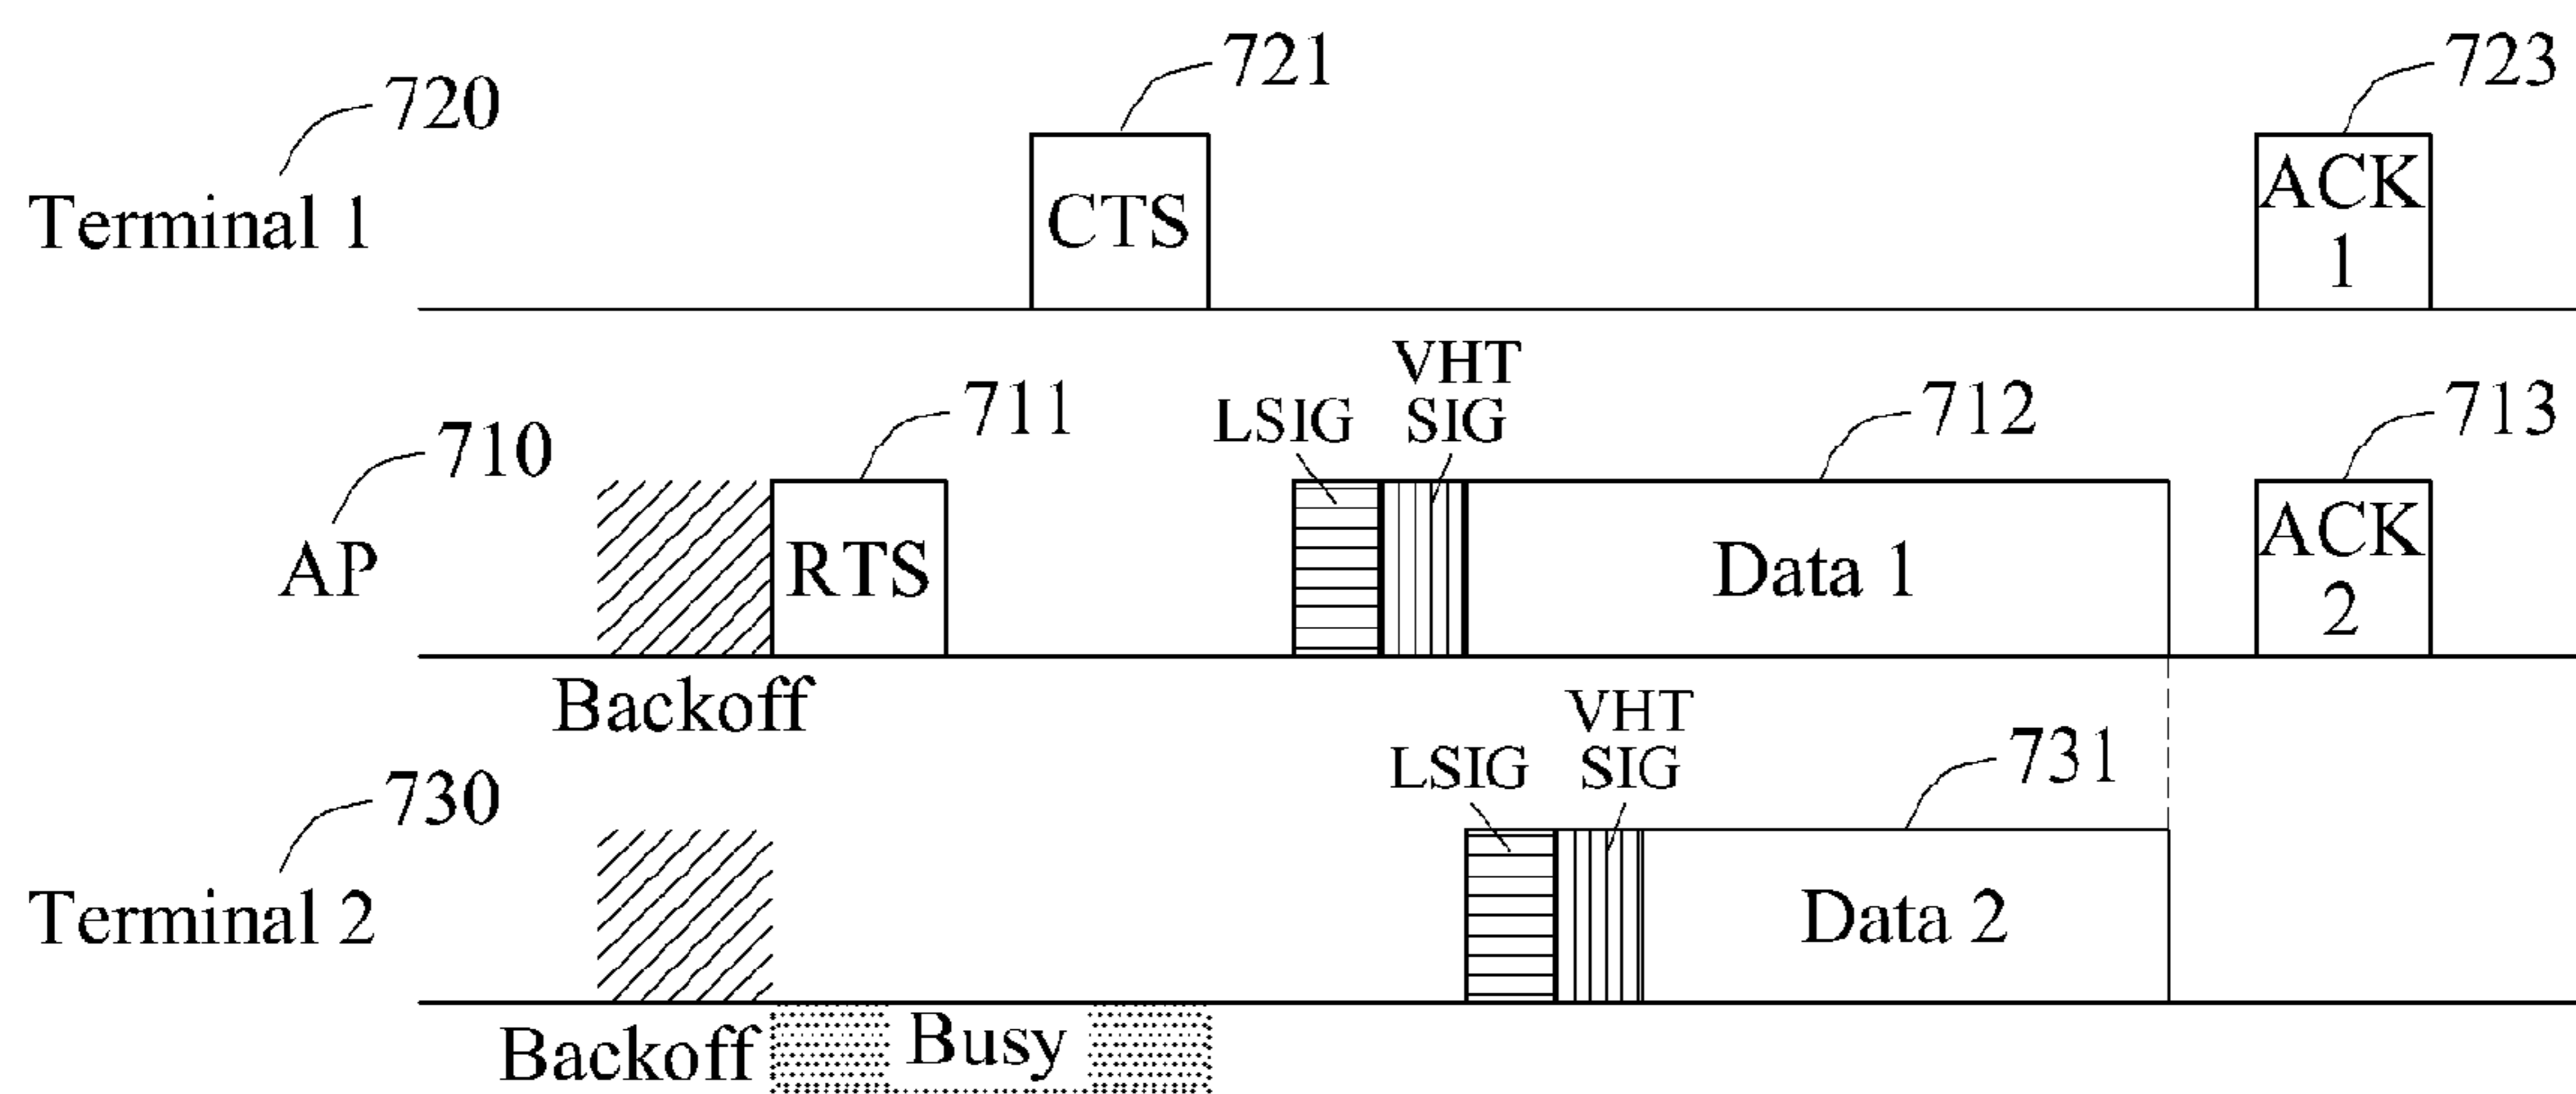 721
723
720
CTS
ACK
1
Terminal 1
VHT
SIG
LSIG
711
712
713
710
AP
RTS
Data 1
ACK
2
Backoff
VHT
SIG
LSIG
731
730
Terminal 2
Data 2
Backoff
Busy